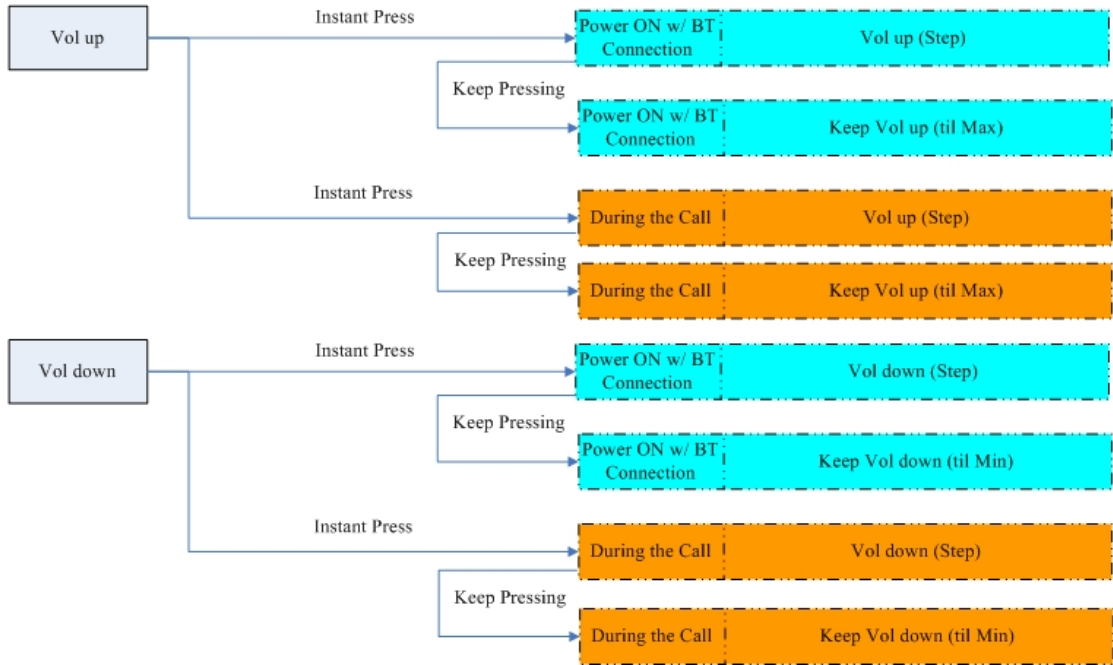 Vol up
Instant Press
Power ON w/ BT
Connection
Vol up (Step)
Keep Pressing
Power ON w/ BT
Connection
Keep Vol up (til Max)
Instant Press
During the Call
Vol up (Step)
Keep Pressing
During the Call
Keep Vol up (til Max)
Vol down
Instant Press
Power ON w/ BT
Connection
Vol down (Step)
Keep Pressing
Power ON w/ BT
Connection
Keep Vol down (til Min)
Instant Press
During the Call
Vol down (Step)
Keep Pressing
During the Call
Keep Vol down (til Min)